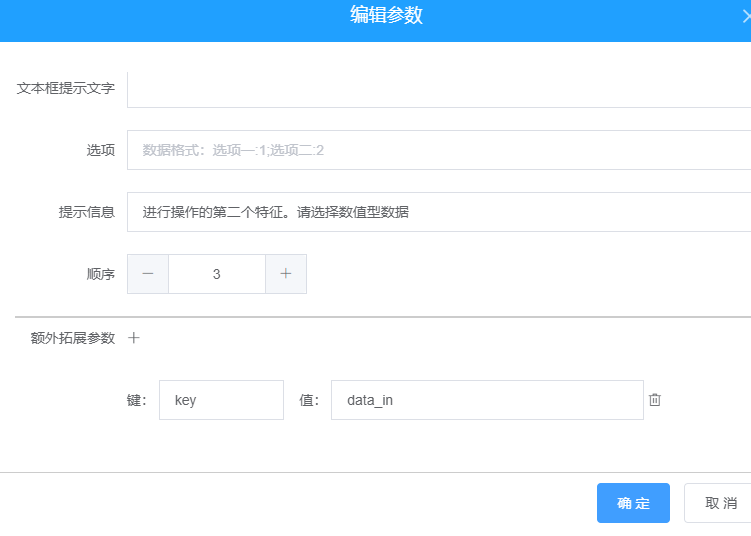 编辑参数
文本框提示文字
选项 数据格式：选项一:1;选项二:2
提示信息 进行操作的第二个特征。请选择数值型数据
顺序 3
额外拓展参数
键： key 值： data_in
确定 取消